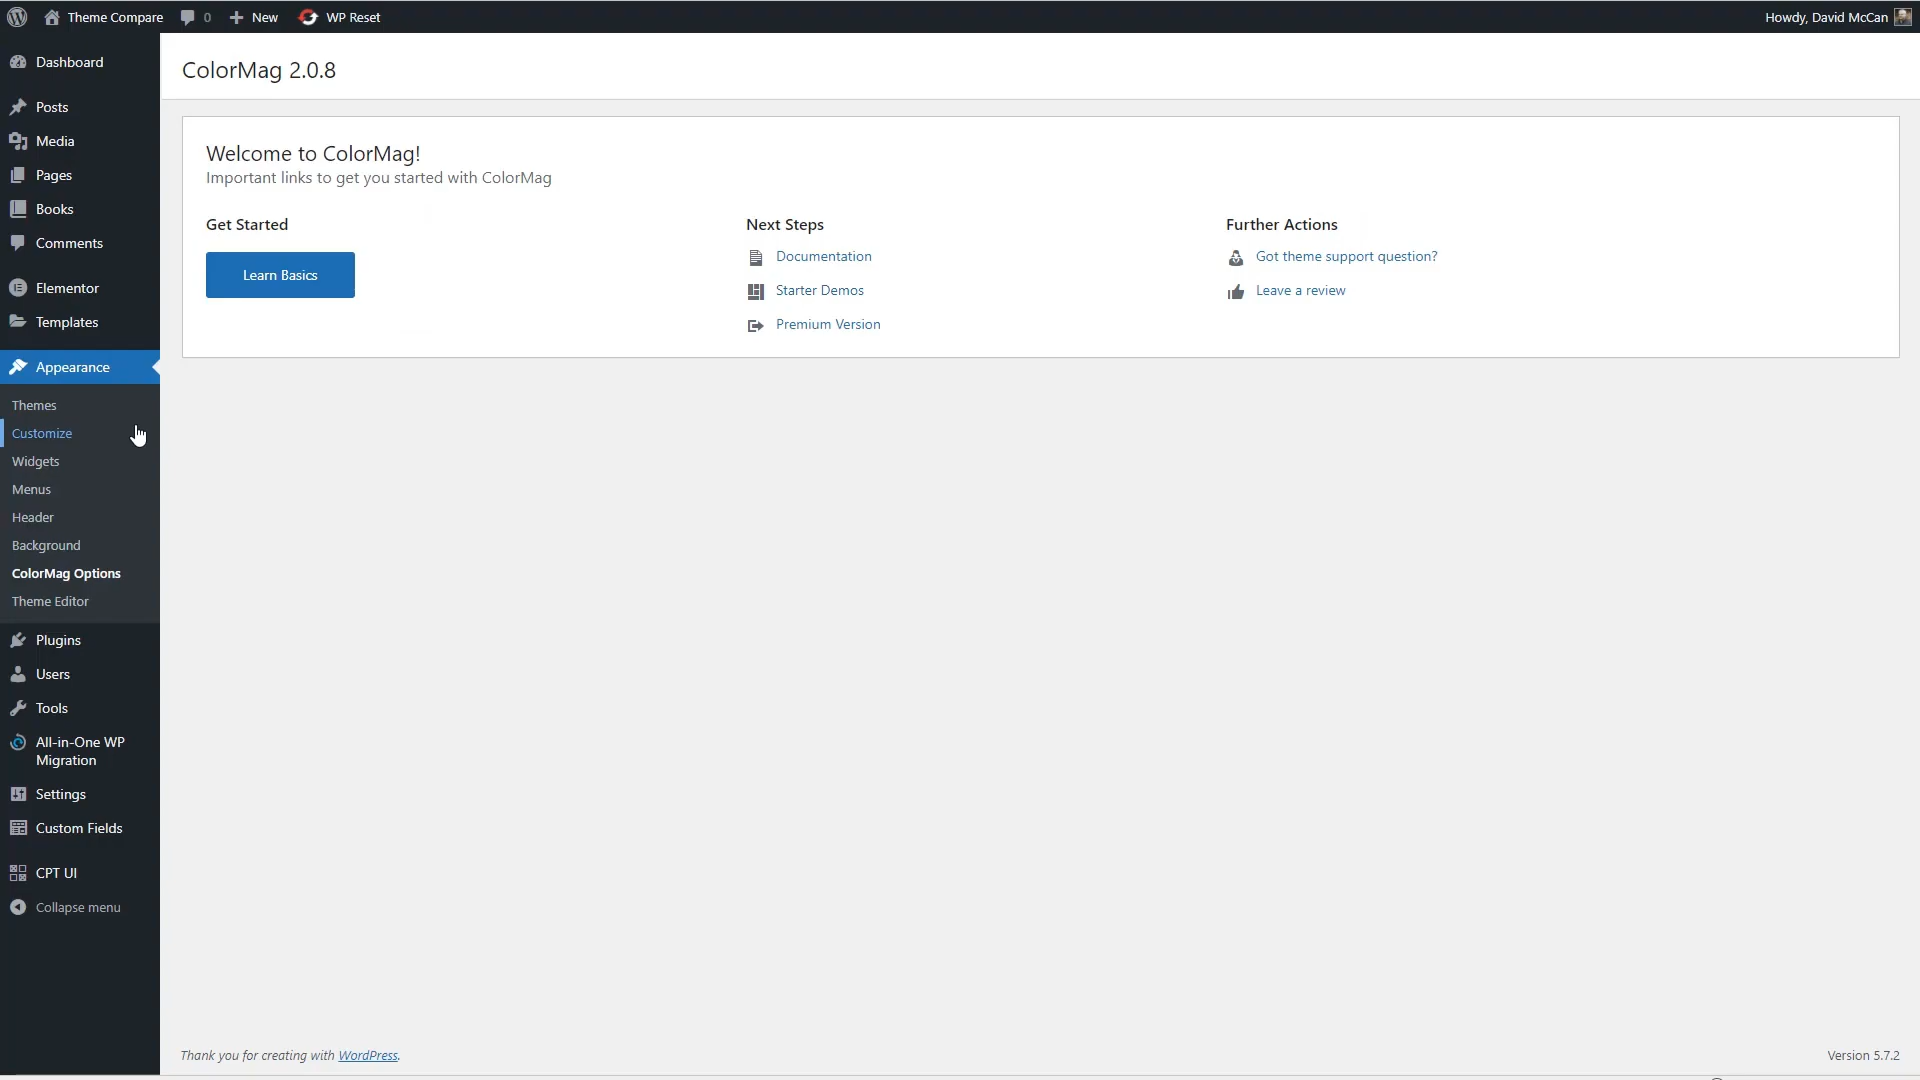 Theme Compare
0
New
WP Reset
Howdy, David McCan
Dashboard
Posts
Media
Pages
Books
Comments
Elementor
Templates
Appearance
Themes
Customize
Widgets
Menus
Header
Background
ColorMag Options
Theme Editor
Plugins
Users
Tools
All-in-One WP
Migration
Settings
Custom Fields
CPT UI
Collapse menu
ColorMag 2.0.8
Welcome to ColorMag!
Important links to get you started with ColorMag
Get Started
Learn Basics
Next Steps
Documentation
Starter Demos
Premium Version
Further Actions
Got theme support question?
Leave a review
Thank you for creating with WordPress.
Version 5.7.2